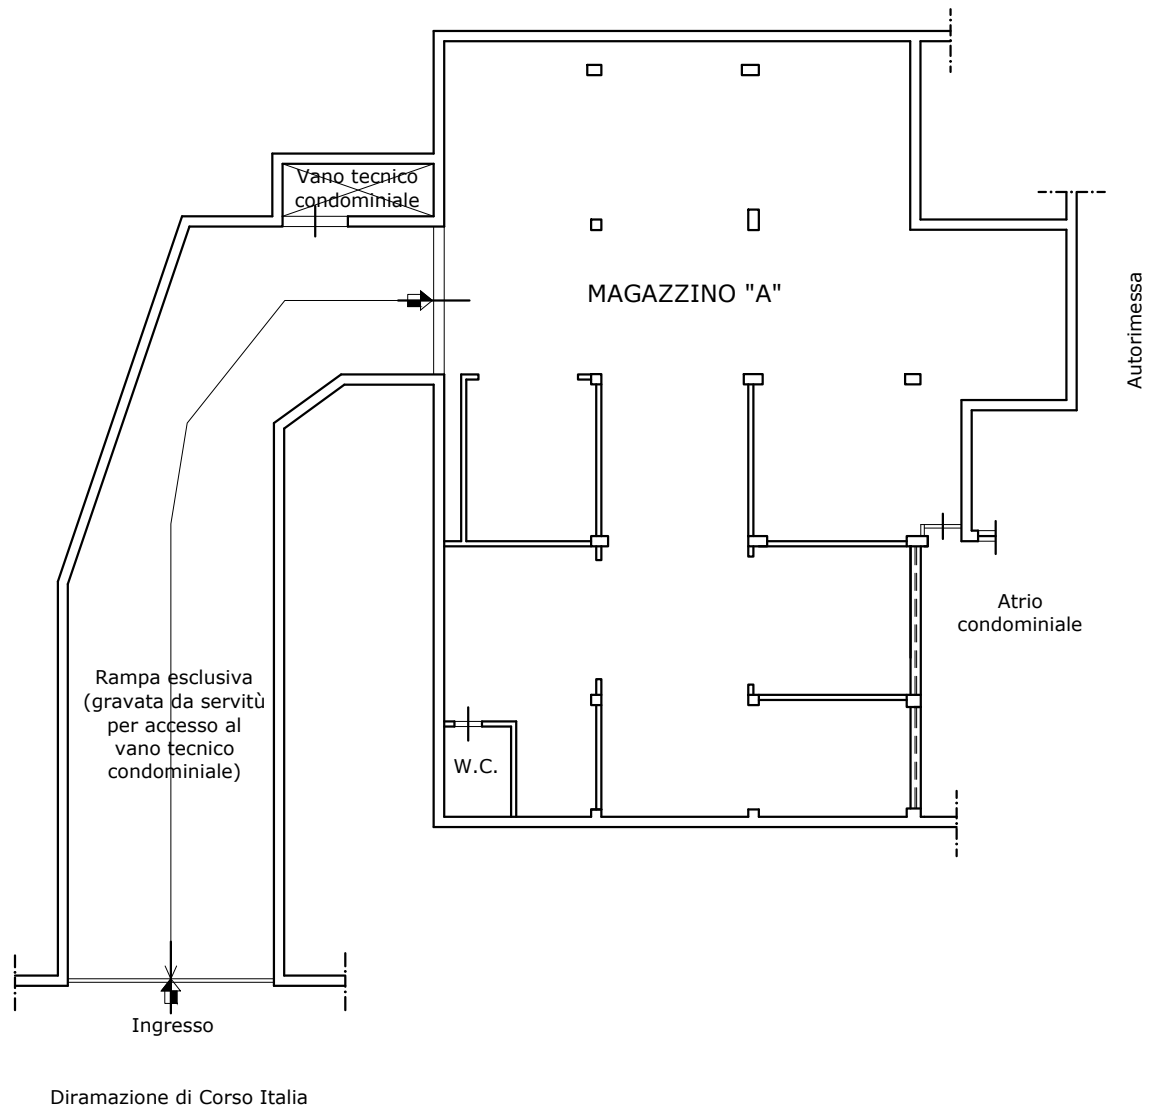 Vano tecnico
condominiale
MAGAZZINO "A"
Autorimessa
Atrio
condominiale
Rampa esclusiva
(gravata da servitù
per accesso al
vano tecnico
condominiale)
W.C.
Ingresso
Diramazione di Corso Italia